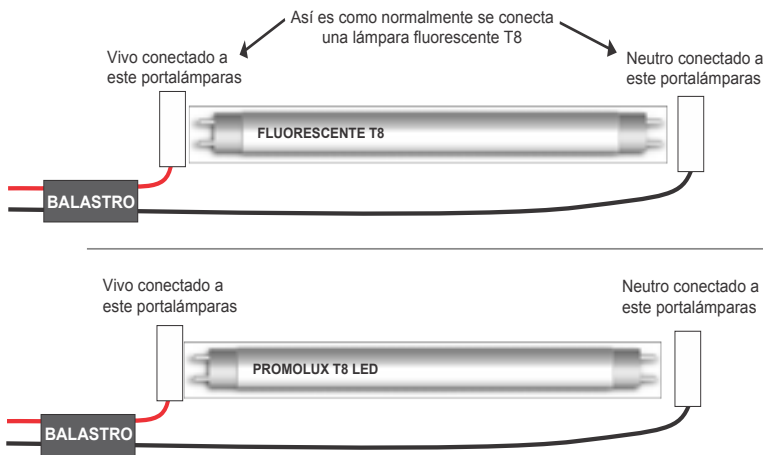 Así es como normalmente se conecta
una lámpara fluorescente T8
Vivo conectado a
este portalámparas
Neutro conectado a
este portalámparas
FLUORESCENTE T8
BALASTRO
Vivo conectado a
este portalámparas
Neutro conectado a
este portalámparas
PROMOLUX T8 LED
BALASTRO